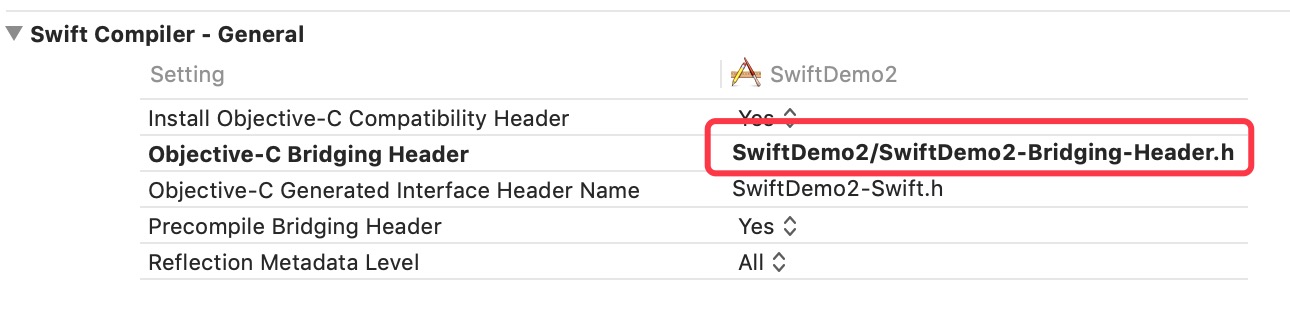 Swift Compiler - General
Setting SwiftDemo2
Install Objective-C Compatibility Header Yes
Objective-C Bridging Header SwiftDemo2/SwiftDemo2-Bridging-Header.h
Objective-C Generated Interface Header Name SwiftDemo2-Swift.h
Precompile Bridging Header Yes
Reflection Metadata Level All